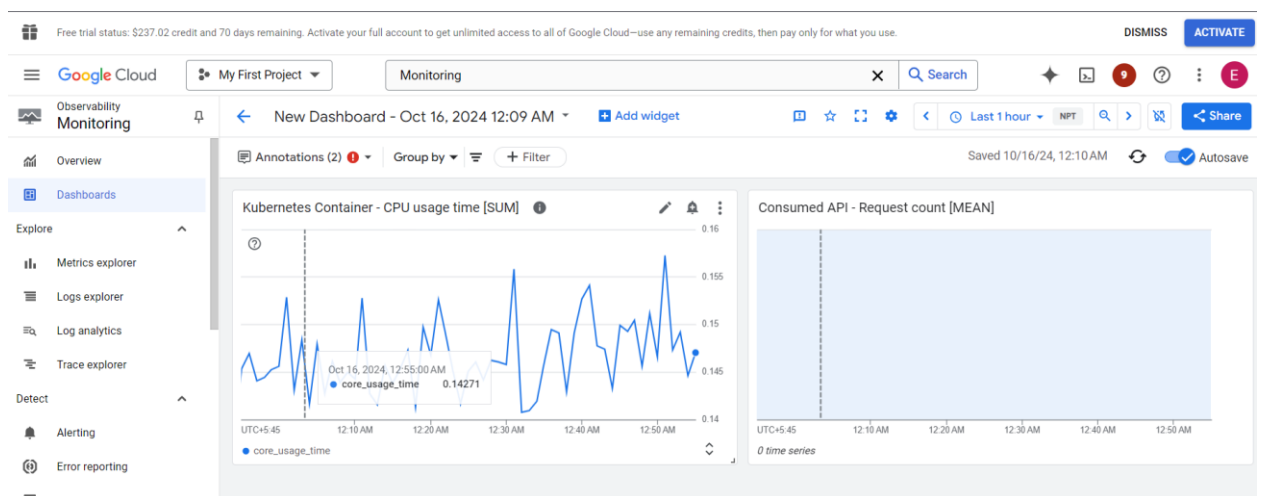 Free trial status: $237.02 credit and 70 days remaining. Activate your full account to get unlimited access to all of Google Cloud—use any remaining credits, then pay only for what you use.
DISMISS
ACTIVATE
Google Cloud
My First Project
Monitoring
Search
9
E
Observability
Monitoring
New Dashboard - Oct 16, 2024 12:09 AM
Add widget
Last 1 hour
NPT
Share
Overview
Dashboards
Explore
Metrics explorer
Logs explorer
Log analytics
Trace explorer
Detect
Alerting
Error reporting
Annotations (2)
Group by
Filter
Saved 10/16/24, 12:10 AM
Autosave
Kubernetes Container - CPU usage time [SUM]
0.16
0.155
0.15
0.145
0.14
Oct 16, 2024, 12:55:00 AM
core_usage_time 0.14271
UTC+5:45 12:10 AM 12:20 AM 12:30 AM 12:40 AM 12:50 AM
core_usage_time
Consumed API - Request count [MEAN]
UTC+5:45 12:10 AM 12:20 AM 12:30 AM 12:40 AM 12:50 AM
0 time series